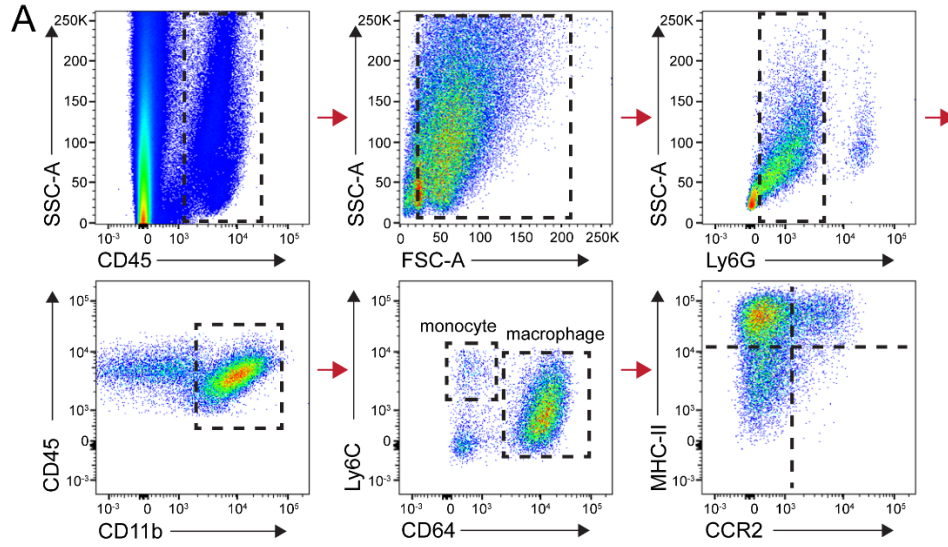 A
250K
200
150
100
50
0
SSC-A
10-3 0 10³ 10⁴ 10⁵
CD45
250K
200
150
100
50
0
SSC-A
0 50 100 150 200 250K
FSC-A
250K
200
150
100
50
0
SSC-A
10-3 0 10³ 10⁴ 10⁵
Ly6G
10⁵
10⁴
10³
0
10-3
CD45
10-3 0 10³ 10⁴ 10⁵
CD11b
10⁵
10⁴
10³
0
10-3
Ly6C
monocyte
macrophage
10-3 0 10³ 10⁴ 10⁵
CD64
10⁵
10⁴
10³
0
10-3
MHC-II
10-3 0 10³ 10⁴ 10⁵
CCR2